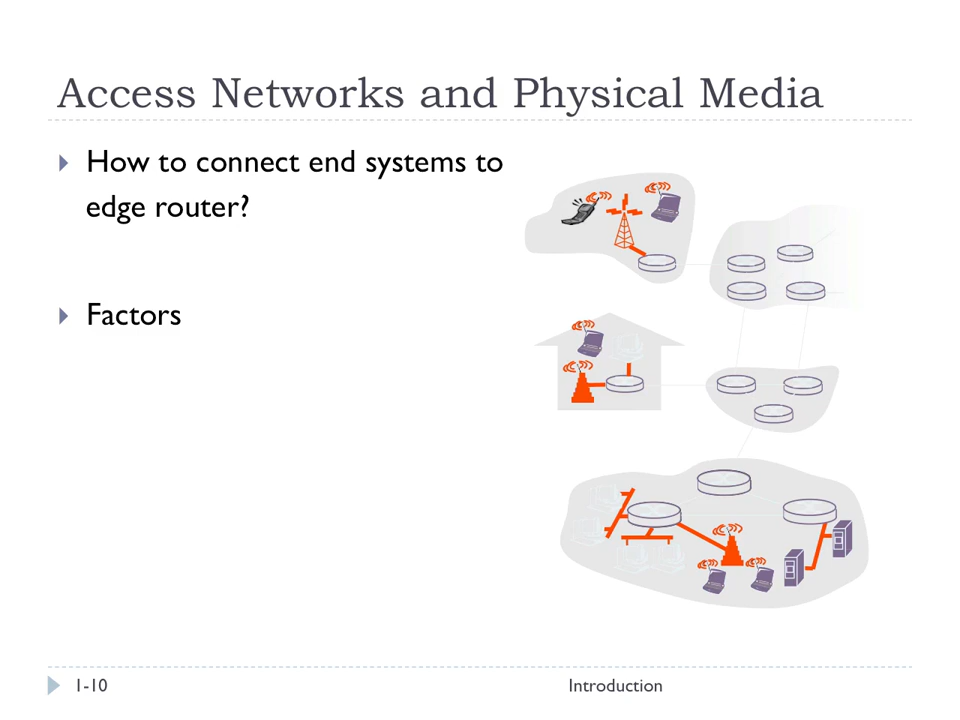 Access Networks and Physical Media
How to connect end systems to
edge router?
Factors
1-10
Introduction